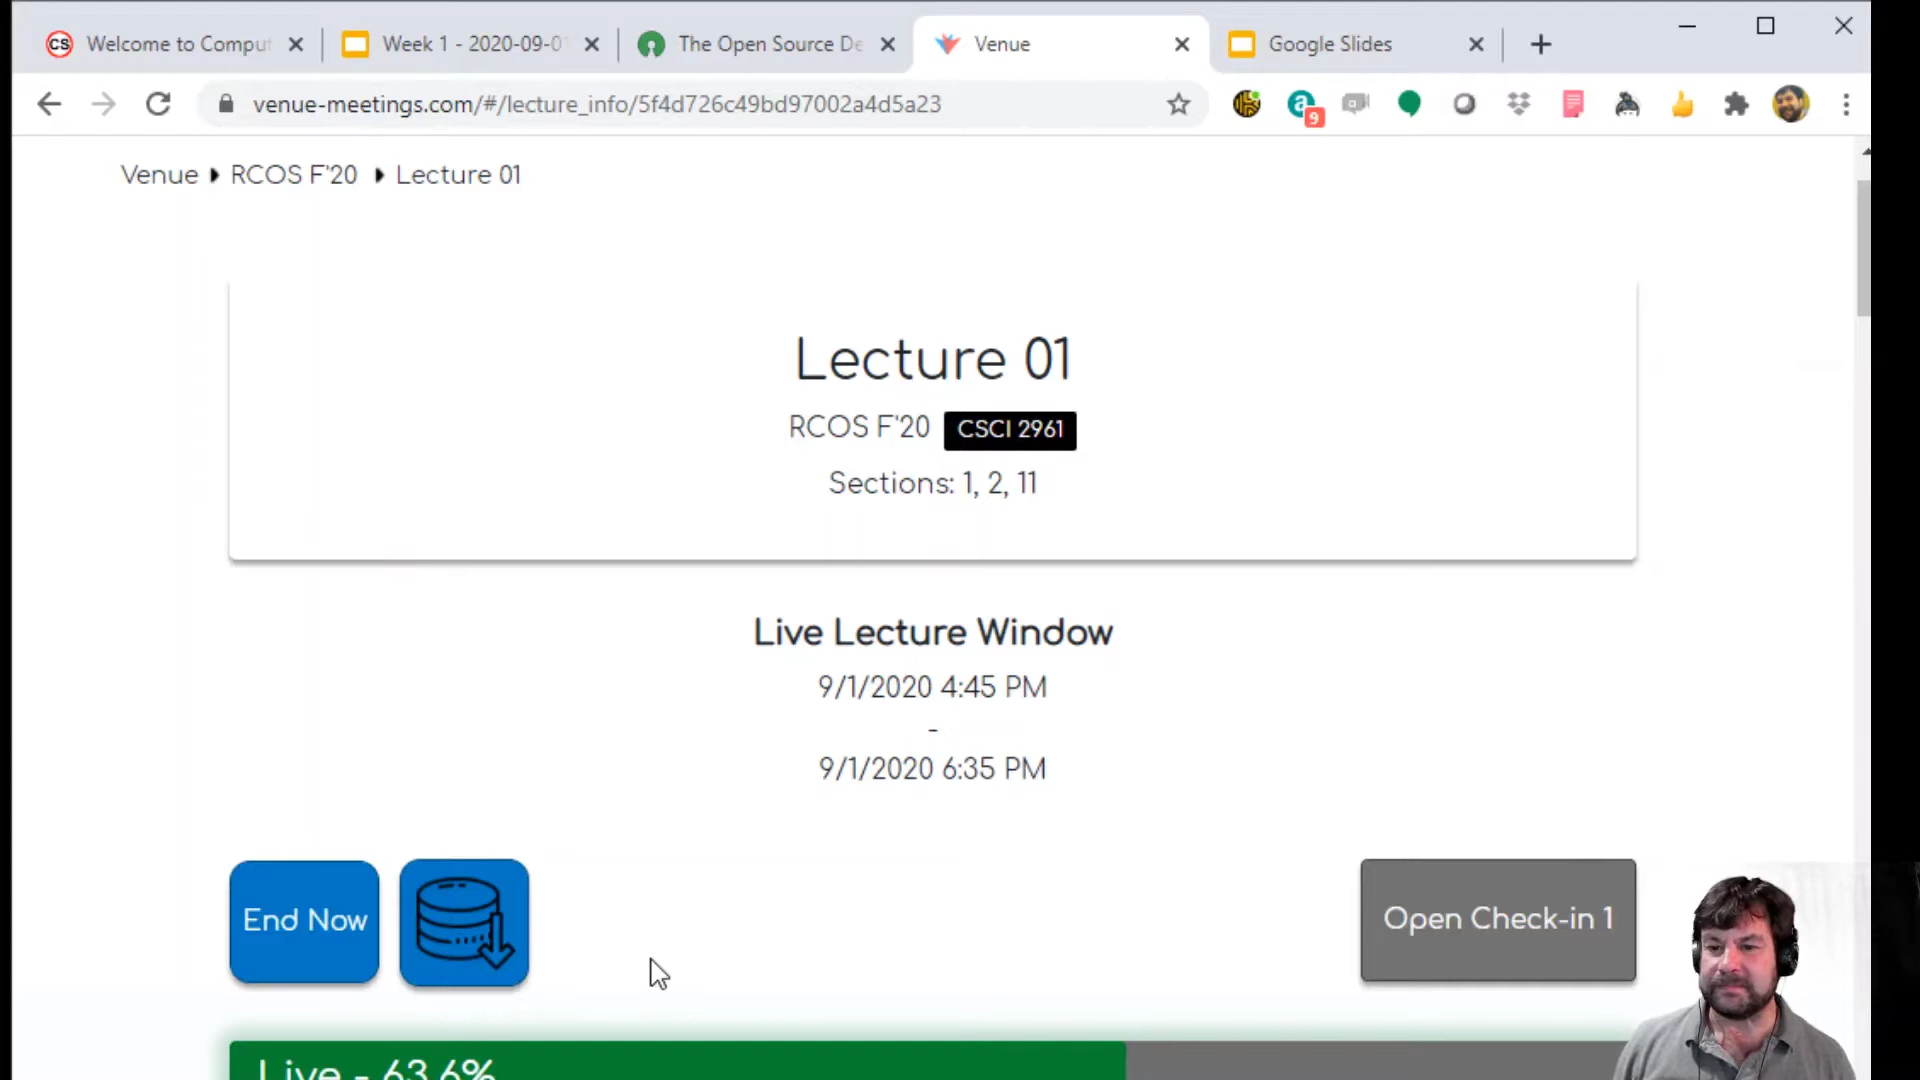 Welcome to Comput
Week 1 - 2020-09-01
The Open Source De
Venue
Google Slides
venue-meetings.com/#/lecture_info/5f4d726c49bd97002a4d5a23
a
9
Venue RCOS F'20 Lecture 01
Lecture 01
RCOS F'20 CSCI 2961
Sections: 1, 2, 11
Live Lecture Window
9/1/2020 4:45 PM
-
9/1/2020 6:35 PM
End Now
Open Check-in 1
Live - 63.6%